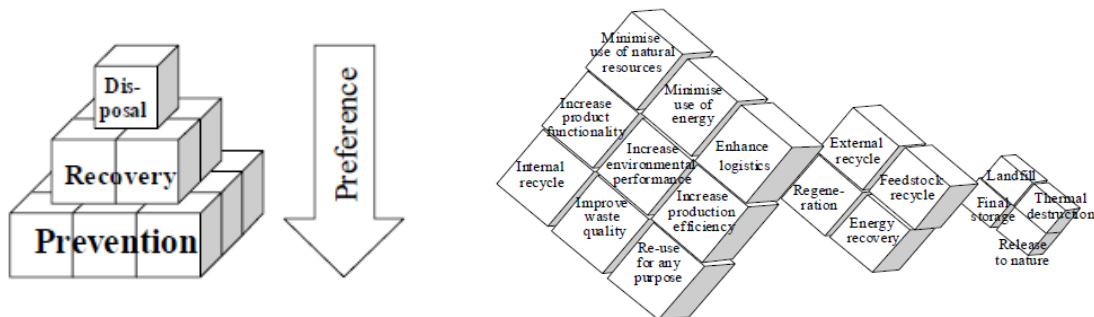 Dis-
posal
Recovery
Prevention
Preference
Minimise
use of natural
resources
Minimise
use of
energy
Increase
product
functionality
Enhance
logistics
Increase
environmental
performance
Internal
recycle
Increase
production
efficiency
Improve
waste
quality
Re-use
for any
purpose
External
recycle
Feedstock
recycle
Regene-
ration
Energy
recovery
Landfill
Thermal
destruction
Final
storage
Release
to nature